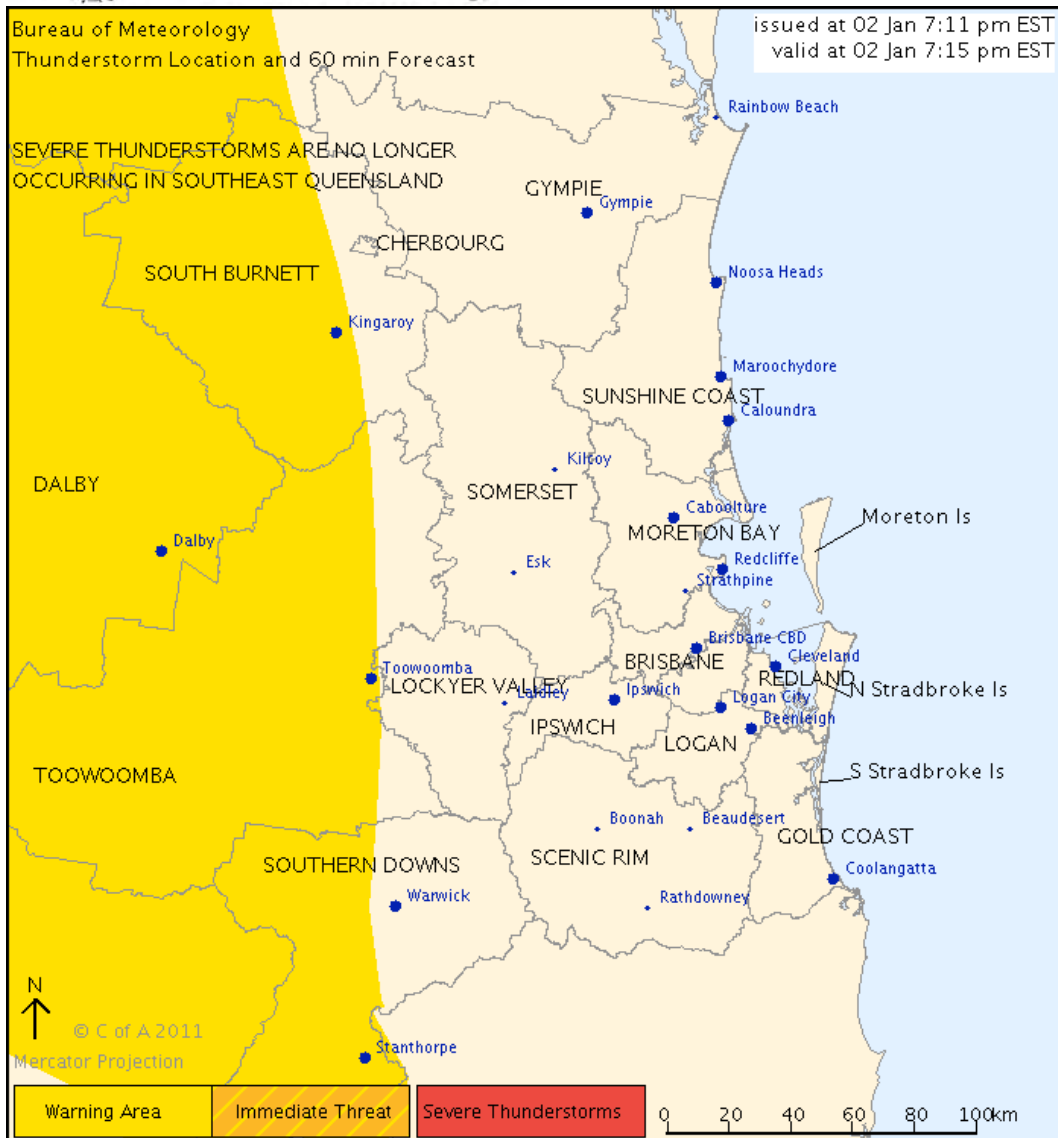 Bureau of Meteorology
Thunderstorm Location and 60 min Forecast
issued at 02 Jan 7:11 pm EST
valid at 02 Jan 7:15 pm EST
Rainbow Beach
SEVERE THUNDERSTORMS ARE NO LONGER
OCCURRING IN SOUTHEAST QUEENSLAND
GYMPIE
Gympie
CHERBOURG
SOUTH BURNETT
Noosa Heads
Kingaroy
Maroochydore
SUNSHINE COAST
Caloundra
Kilcoy
DALBY
SOMERSET
Caboolture
Moreton Is
MORETON BAY
Dalby
Redcliffe
Esk
Strathpine
Brisbane CBD
Cleveland
BRISBANE
Toowoomba
REDLAND
LOCKYER VALLEY
Laidley
Ipswich
Logan City
N Stradbroke Is
IPSWICH
Beenleigh
LOGAN
TOOWOOMBA
S Stradbroke Is
Boonah
Beaudesert
GOLD COAST
SCENIC RIM
SOUTHERN DOWNS
Coolangatta
Warwick
Rathdowney
N
© C of A 2011
Mercator Projection
Stanthorpe
Warning Area
Immediate Threat
Severe Thunderstorms
0 20 40 60 80 100km